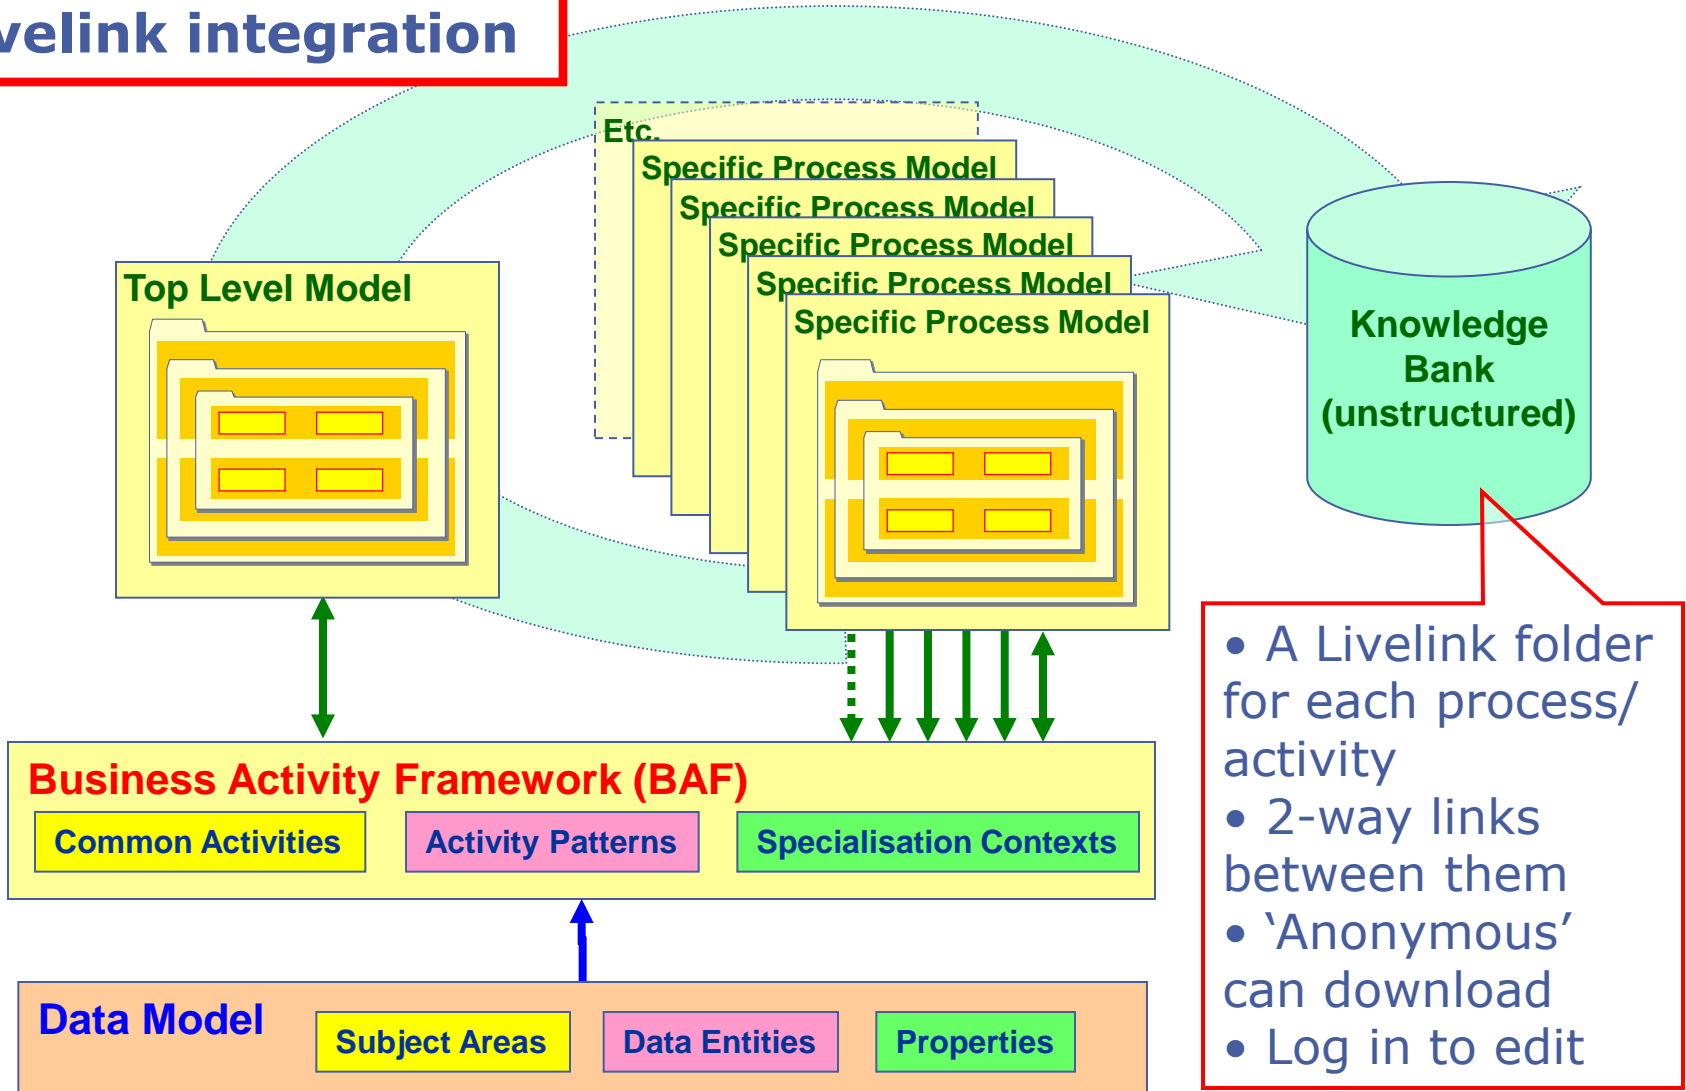 velink integration
Etc.
Specific Process Model
Specific Process Model
Specific Process Model
Specific Process Model
Specific Process Model
Top Level Model
Knowledge
Bank
(unstructured)
Business Activity Framework (BAF)
Common Activities
Activity Patterns
Specialisation Contexts
Data Model
Subject Areas
Data Entities
Properties
• A Livelink folder
for each process/
activity
• 2-way links
between them
• ‘Anonymous’
can download
• Log in to edit